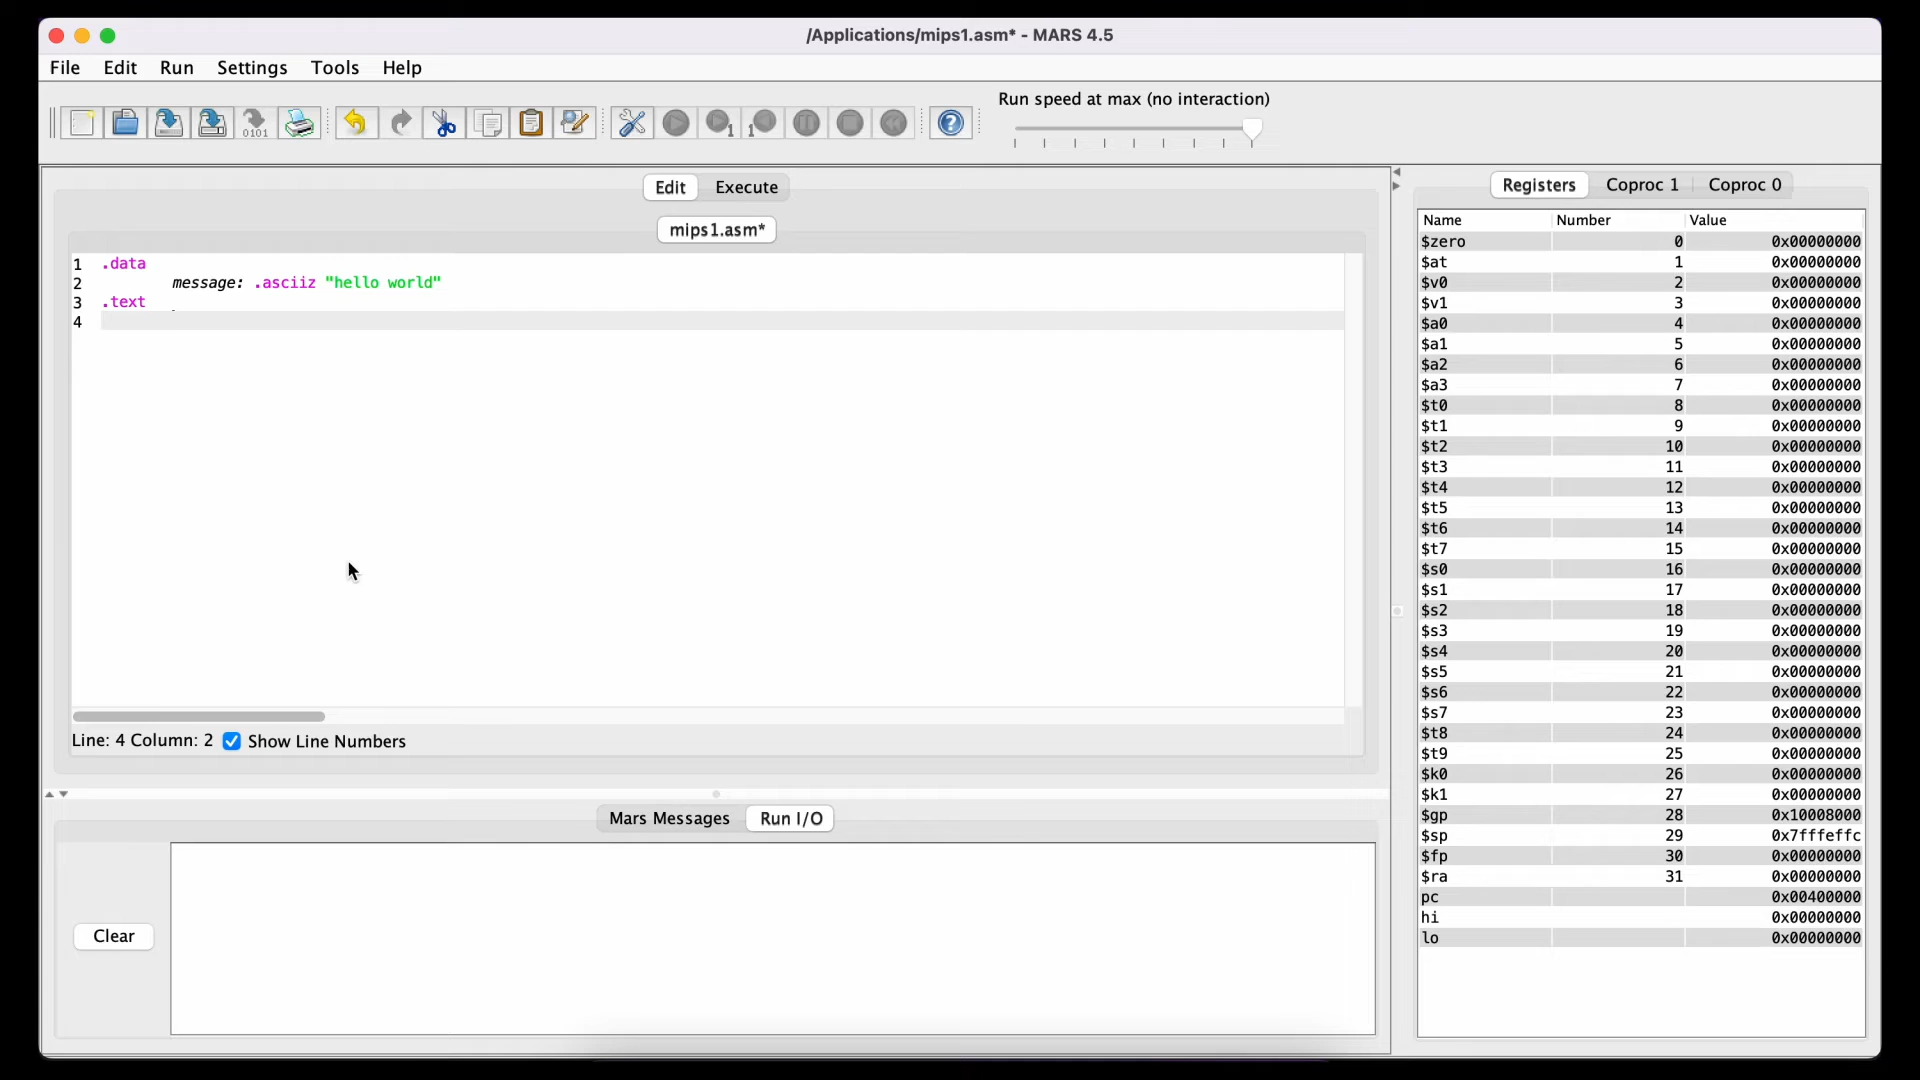 /Applications/mips1.asm* - MARS 4.5
File Edit Run Settings Tools Help
Run speed at max (no interaction)
0101
1
1
Edit Execute
mips1.asm*
1 .data
2 message: .asciiz "hello world"
3 .text
4
Line: 4 Column: 2 Show Line Numbers
Mars Messages Run I/O
Clear
Registers Coproc 1 Coproc 0
Name Number Value
$zero 0 0x00000000
$at 1 0x00000000
$v0 2 0x00000000
$v1 3 0x00000000
$a0 4 0x00000000
$a1 5 0x00000000
$a2 6 0x00000000
$a3 7 0x00000000
$t0 8 0x00000000
$t1 9 0x00000000
$t2 10 0x00000000
$t3 11 0x00000000
$t4 12 0x00000000
$t5 13 0x00000000
$t6 14 0x00000000
$t7 15 0x00000000
$s0 16 0x00000000
$s1 17 0x00000000
$s2 18 0x00000000
$s3 19 0x00000000
$s4 20 0x00000000
$s5 21 0x00000000
$s6 22 0x00000000
$s7 23 0x00000000
$t8 24 0x00000000
$t9 25 0x00000000
$k0 26 0x00000000
$k1 27 0x00000000
$gp 28 0x10008000
$sp 29 0x7fffeffc
$fp 30 0x00000000
$ra 31 0x00000000
pc 0x00400000
hi 0x00000000
lo 0x00000000